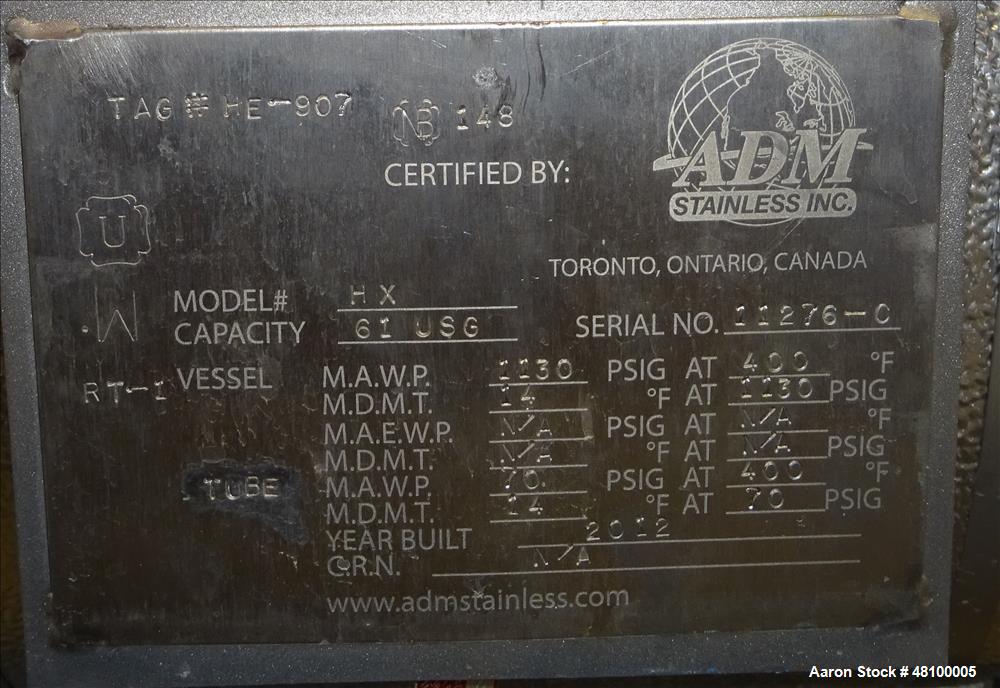 TAG # HE-907 NB 148
ADM
STAINLESS INC.
CERTIFIED BY:
U
TORONTO, ONTARIO, CANADA
W
MODEL# HX
CAPACITY 61 USG SERIAL NO. 11276-C
RT-1 VESSEL M.A.W.P. 1130 PSIG AT 400 °F
M.D.M.T. 14 °F AT 1130 PSIG
M.A.E.W.P. N/A PSIG AT N/A °F
M.D.M.T. N/A °F AT N/A PSIG
TUBE M.A.W.P. 70 PSIG AT 400 °F
M.D.M.T. 14 °F AT 70 PSIG
YEAR BUILT 2012
C.R.N. N/A
www.admstainless.com
Aaron Stock # 48100005